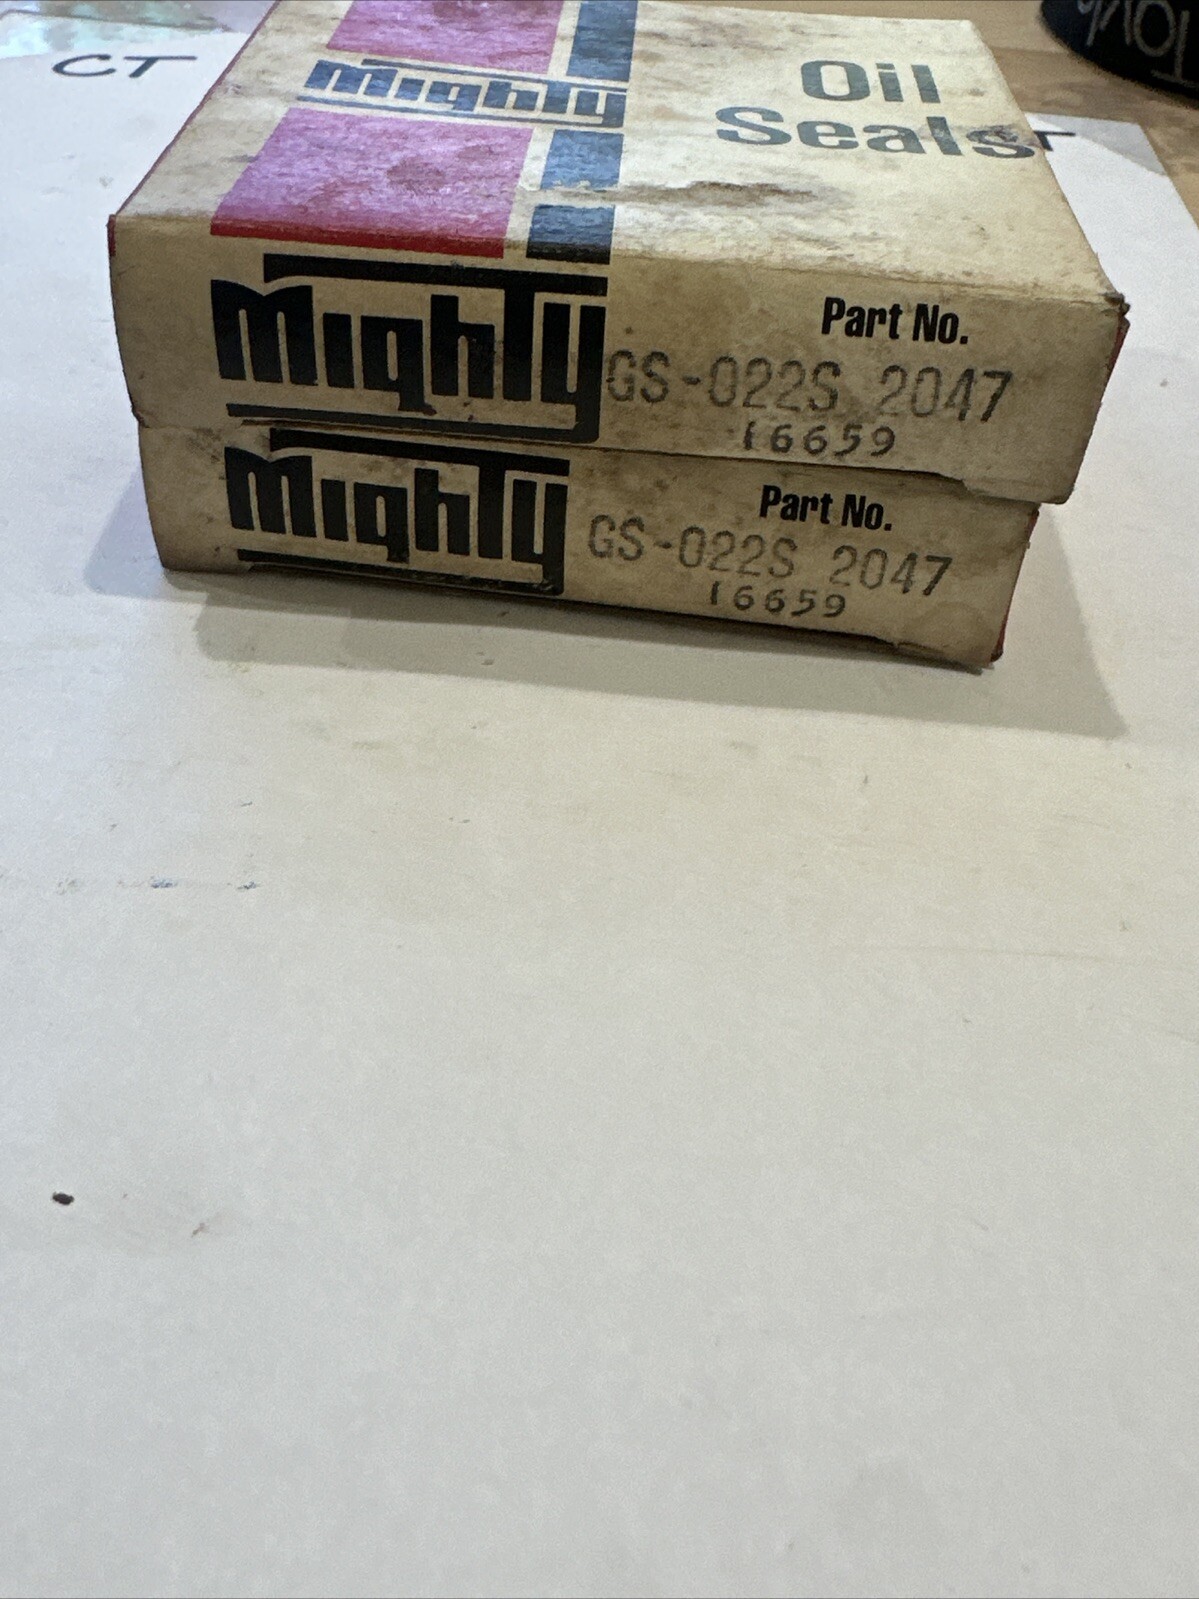 CT
Mighty
Oil
Seals
Mighty
Part No.
GS-022S 2047
16659
Mighty
Part No.
GS-022S 2047
16659